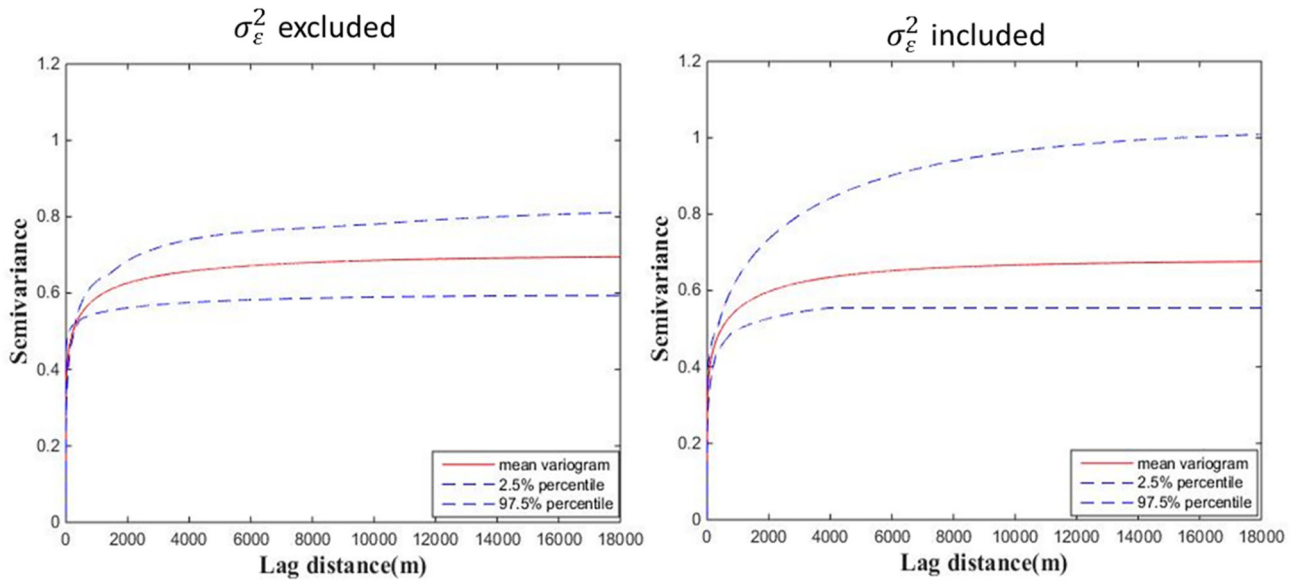 σ²ε excluded
1.2
1
0.8
0.6
0.4
0.2
0
Semivariance
0 2000 4000 6000 8000 10000 12000 14000 16000 18000
Lag distance(m)
mean variogram
2.5% percentile
97.5% percentile
σ²ε included
1.2
1
0.8
0.6
0.4
0.2
0
Semivariance
0 2000 4000 6000 8000 10000 12000 14000 16000 18000
Lag distance(m)
mean variogram
2.5% percentile
97.5% percentile